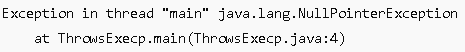 Exception in thread "main" java.lang.NullPointerException
at ThrowsExecp.main(ThrowsExecp.java:4)